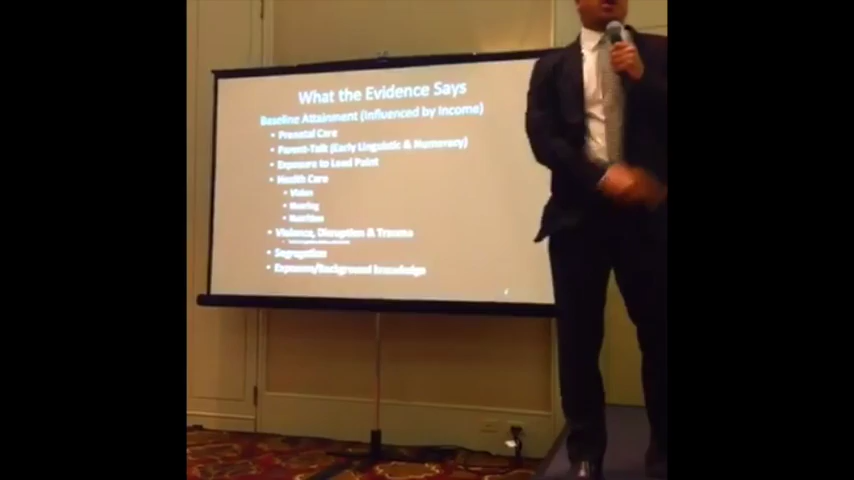 What the Evidence Says
Baseline Attainment (Influenced by Income)
• Prenatal Care
• Parent-Talk (Early Linguistic & Numeracy)
• Exposure to Lead Paint
• Health Care
• Vision
• Hearing
• Nutrition
• Violence, Disruption & Trauma
• Segregation
• Exposure/Background knowledge